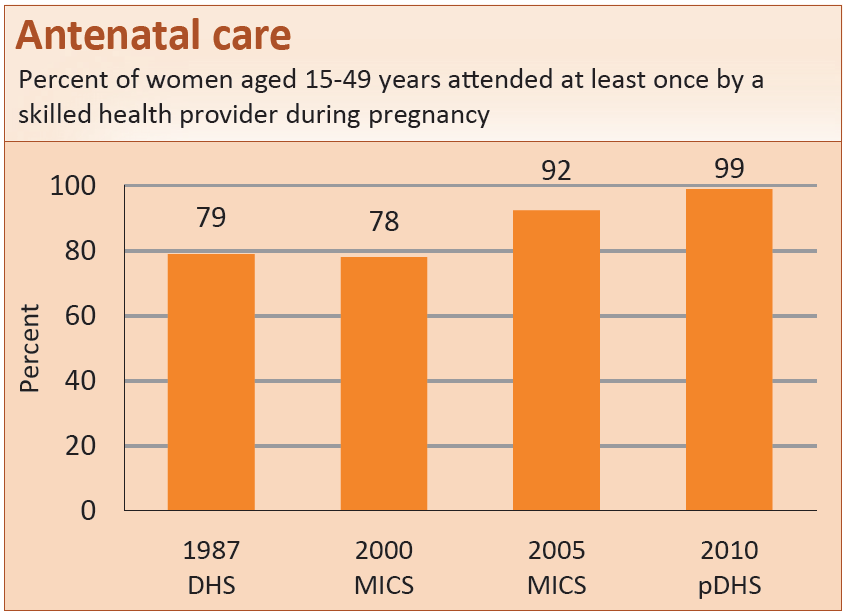 Antenatal care
Percent of women aged 15-49 years attended at least once by a
skilled health provider during pregnancy
100
80
60
40
20
0
Percent
79
78
92
99
1987
DHS
2000
MICS
2005
MICS
2010
pDHS